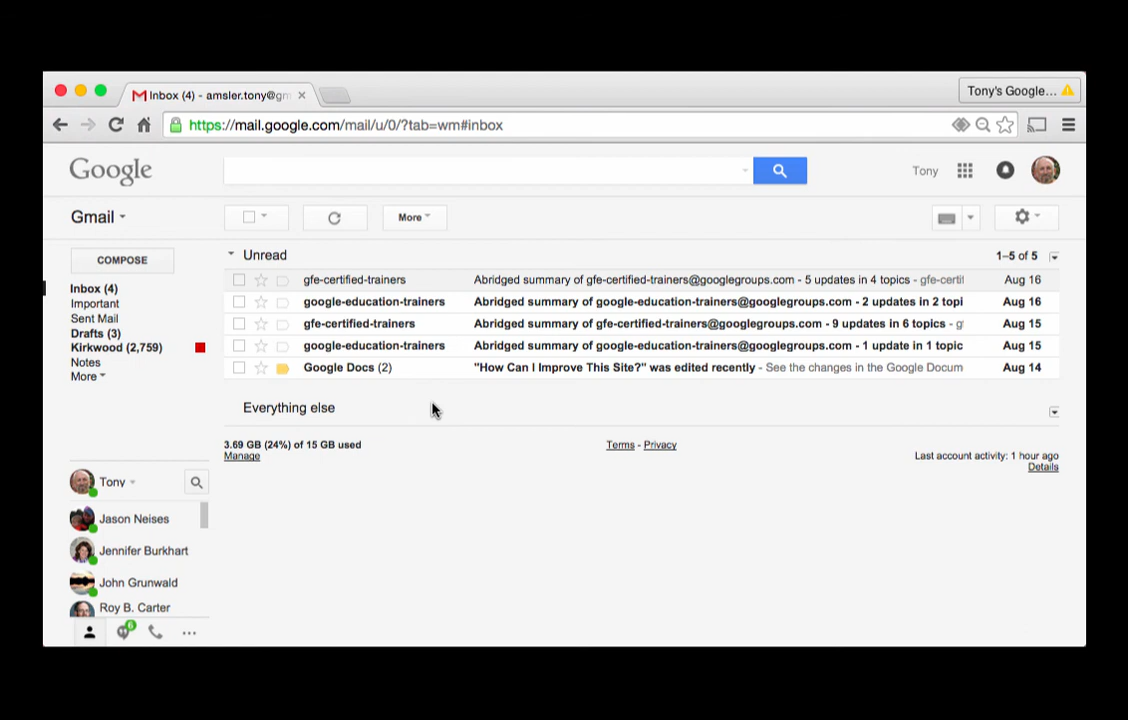 Inbox (4) - amsler.tony@gm
Tony's Google...
https://mail.google.com/mail/u/0/?tab=wm#inbox
Google
Tony
Gmail
More
COMPOSE
Unread
1–5 of 5
Inbox (4)
Important
Sent Mail
Drafts (3)
Kirkwood (2,759)
Notes
More
gfe-certified-trainers Abridged summary of gfe-certified-trainers@googlegroups.com - 5 updates in 4 topics - gfe-certif Aug 16
google-education-trainers Abridged summary of google-education-trainers@googlegroups.com - 2 updates in 2 topi Aug 16
gfe-certified-trainers Abridged summary of gfe-certified-trainers@googlegroups.com - 9 updates in 6 topics - g Aug 15
google-education-trainers Abridged summary of google-education-trainers@googlegroups.com - 1 update in 1 topic Aug 15
Google Docs (2) "How Can I Improve This Site?" was edited recently - See the changes in the Google Docum Aug 14
Everything else
3.69 GB (24%) of 15 GB used
Manage
Terms - Privacy
Last account activity: 1 hour ago
Details
Tony
Jason Neises
Jennifer Burkhart
John Grunwald
Roy B. Carter
6